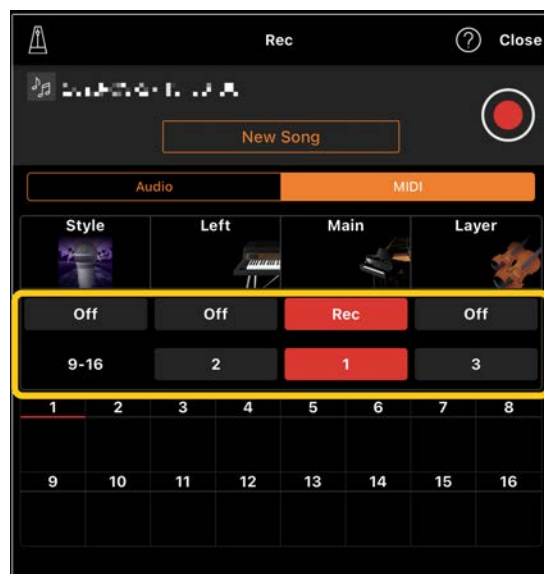 Rec ? Close
New Song
Audio MIDI
Style Left Main Layer
Off Off Rec Off
9-16 2 1 3
1 2 3 4 5 6 7 8
9 10 11 12 13 14 15 16